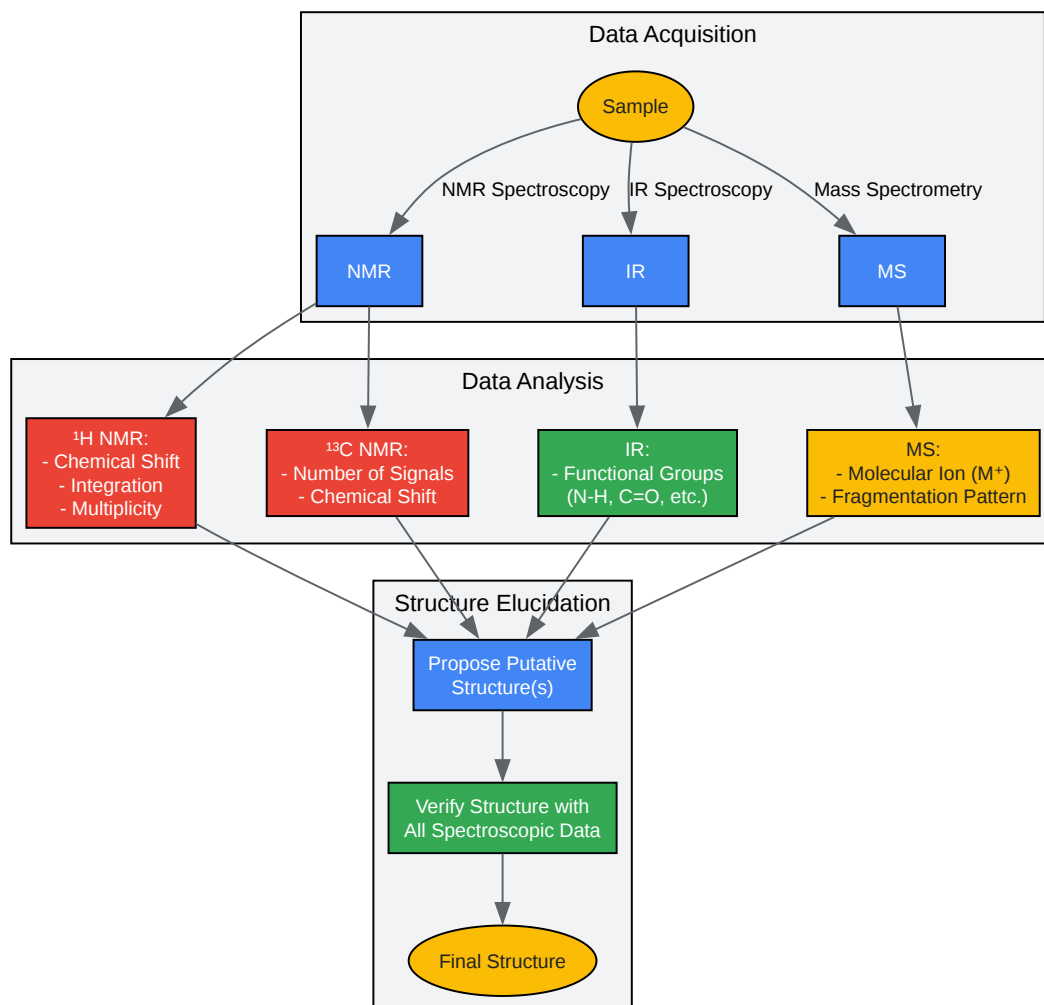 Data Acquisition
Sample
NMR Spectroscopy
IR Spectroscopy
Mass Spectrometry
NMR
IR
MS
Data Analysis
¹H NMR:
- Chemical Shift
- Integration
- Multiplicity
¹³C NMR:
- Number of Signals
- Chemical Shift
IR:
- Functional Groups
(N-H, C=O, etc.)
MS:
- Molecular Ion (M⁺)
- Fragmentation Pattern
Structure Elucidation
Propose Putative
Structure(s)
Verify Structure with
All Spectroscopic Data
Final Structure